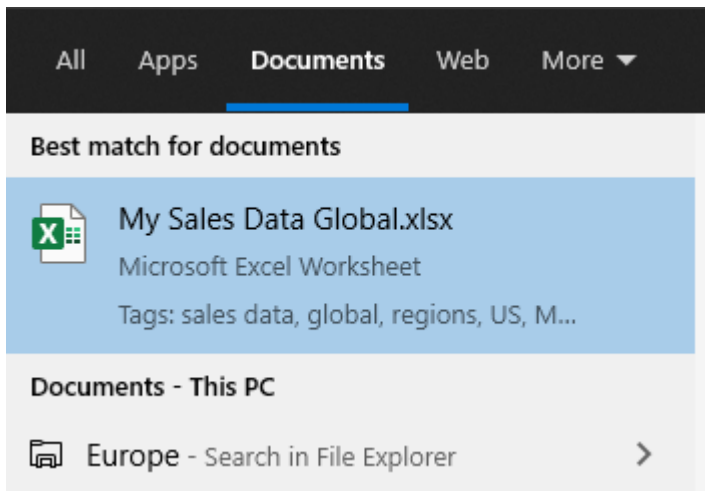 All Apps Documents Web More
Best match for documents
My Sales Data Global.xlsx
Microsoft Excel Worksheet
Tags: sales data, global, regions, US, M...
Documents - This PC
Europe - Search in File Explorer